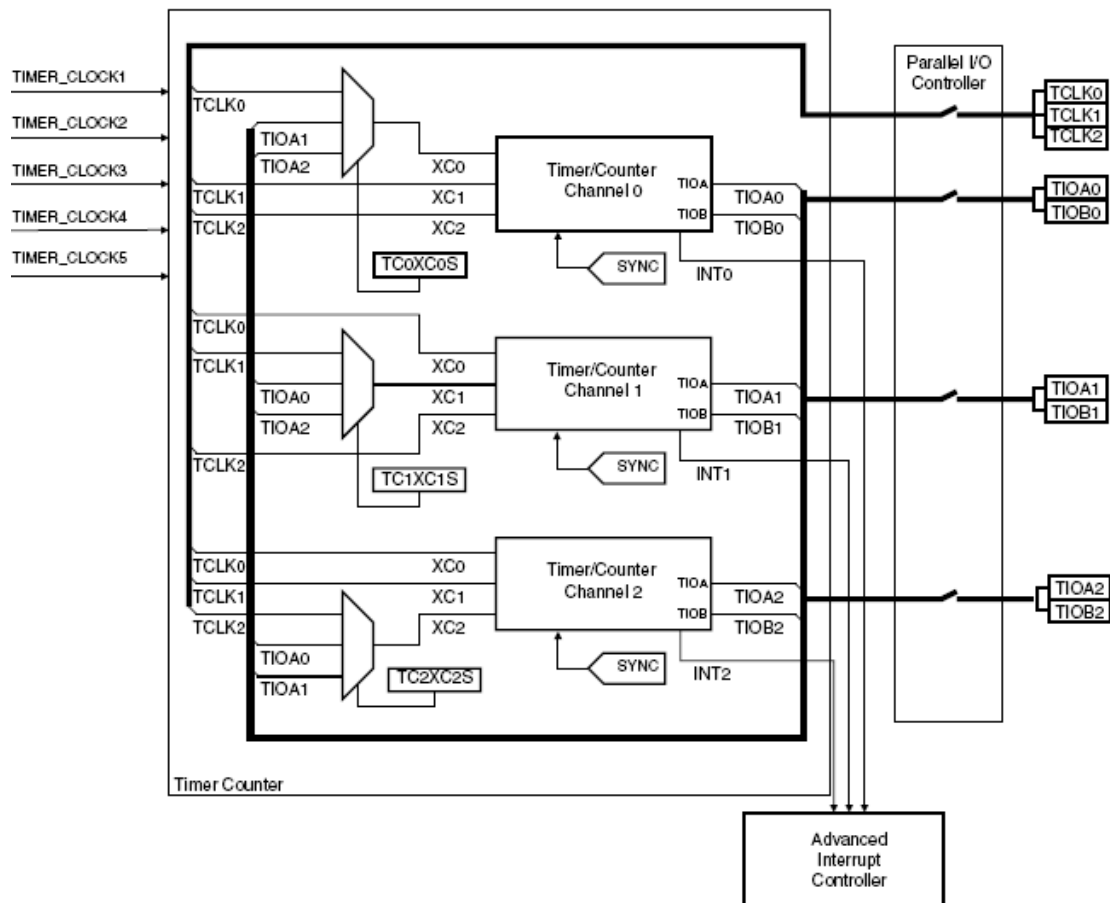 TIMER_CLOCK1
TIMER_CLOCK2
TIMER_CLOCK3
TIMER_CLOCK4
TIMER_CLOCK5
TCLK0
TIOA1
TIOA2
TCLK1
TCLK2
XC0
XC1
XC2
TC0XC0S
Timer/Counter
Channel 0
TIOA
TIOB
TIOA0
TIOB0
SYNC
INT0
TCLK0
TCLK1
TIOA0
TIOA2
TCLK2
XC0
XC1
XC2
TC1XC1S
Timer/Counter
Channel 1
TIOA
TIOB
TIOA1
TIOB1
SYNC
INT1
TCLK0
TCLK1
TCLK2
TIOA0
TIOA1
XC0
XC1
XC2
TC2XC2S
Timer/Counter
Channel 2
TIOA
TIOB
TIOA2
TIOB2
SYNC
INT2
Timer Counter
Parallel I/O
Controller
TCLK0
TCLK1
TCLK2
TIOA0
TIOB0
TIOA1
TIOB1
TIOA2
TIOB2
Advanced
Interrupt
Controller